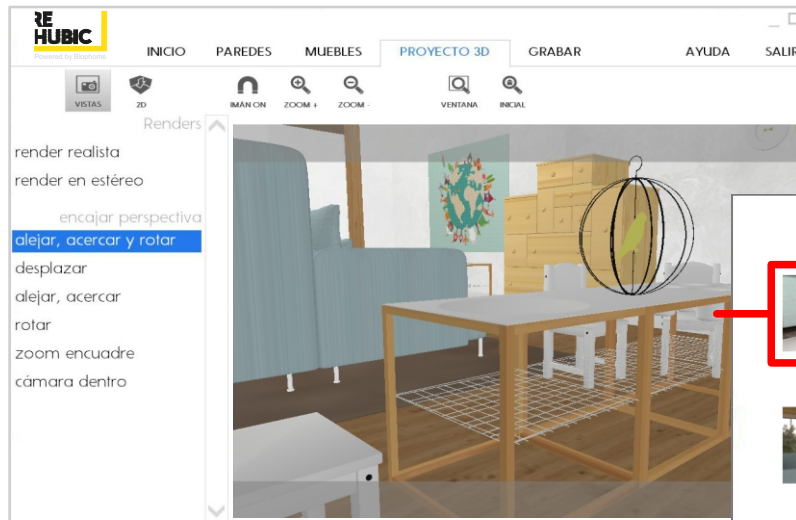 RE
HUBIC
Powered by Blophome
INICIO PAREDES MUEBLES PROYECTO 3D GRABAR AYUDA SALIR
VISTAS 2D IMÁN ON ZOOM + ZOOM - VENTANA INICIAL
Renders
render realista
render en estéreo
encajar perspectiva
alejar, acercar y rotar
desplazar
alejar, acercar
rotar
zoom encuadre
cámara dentro